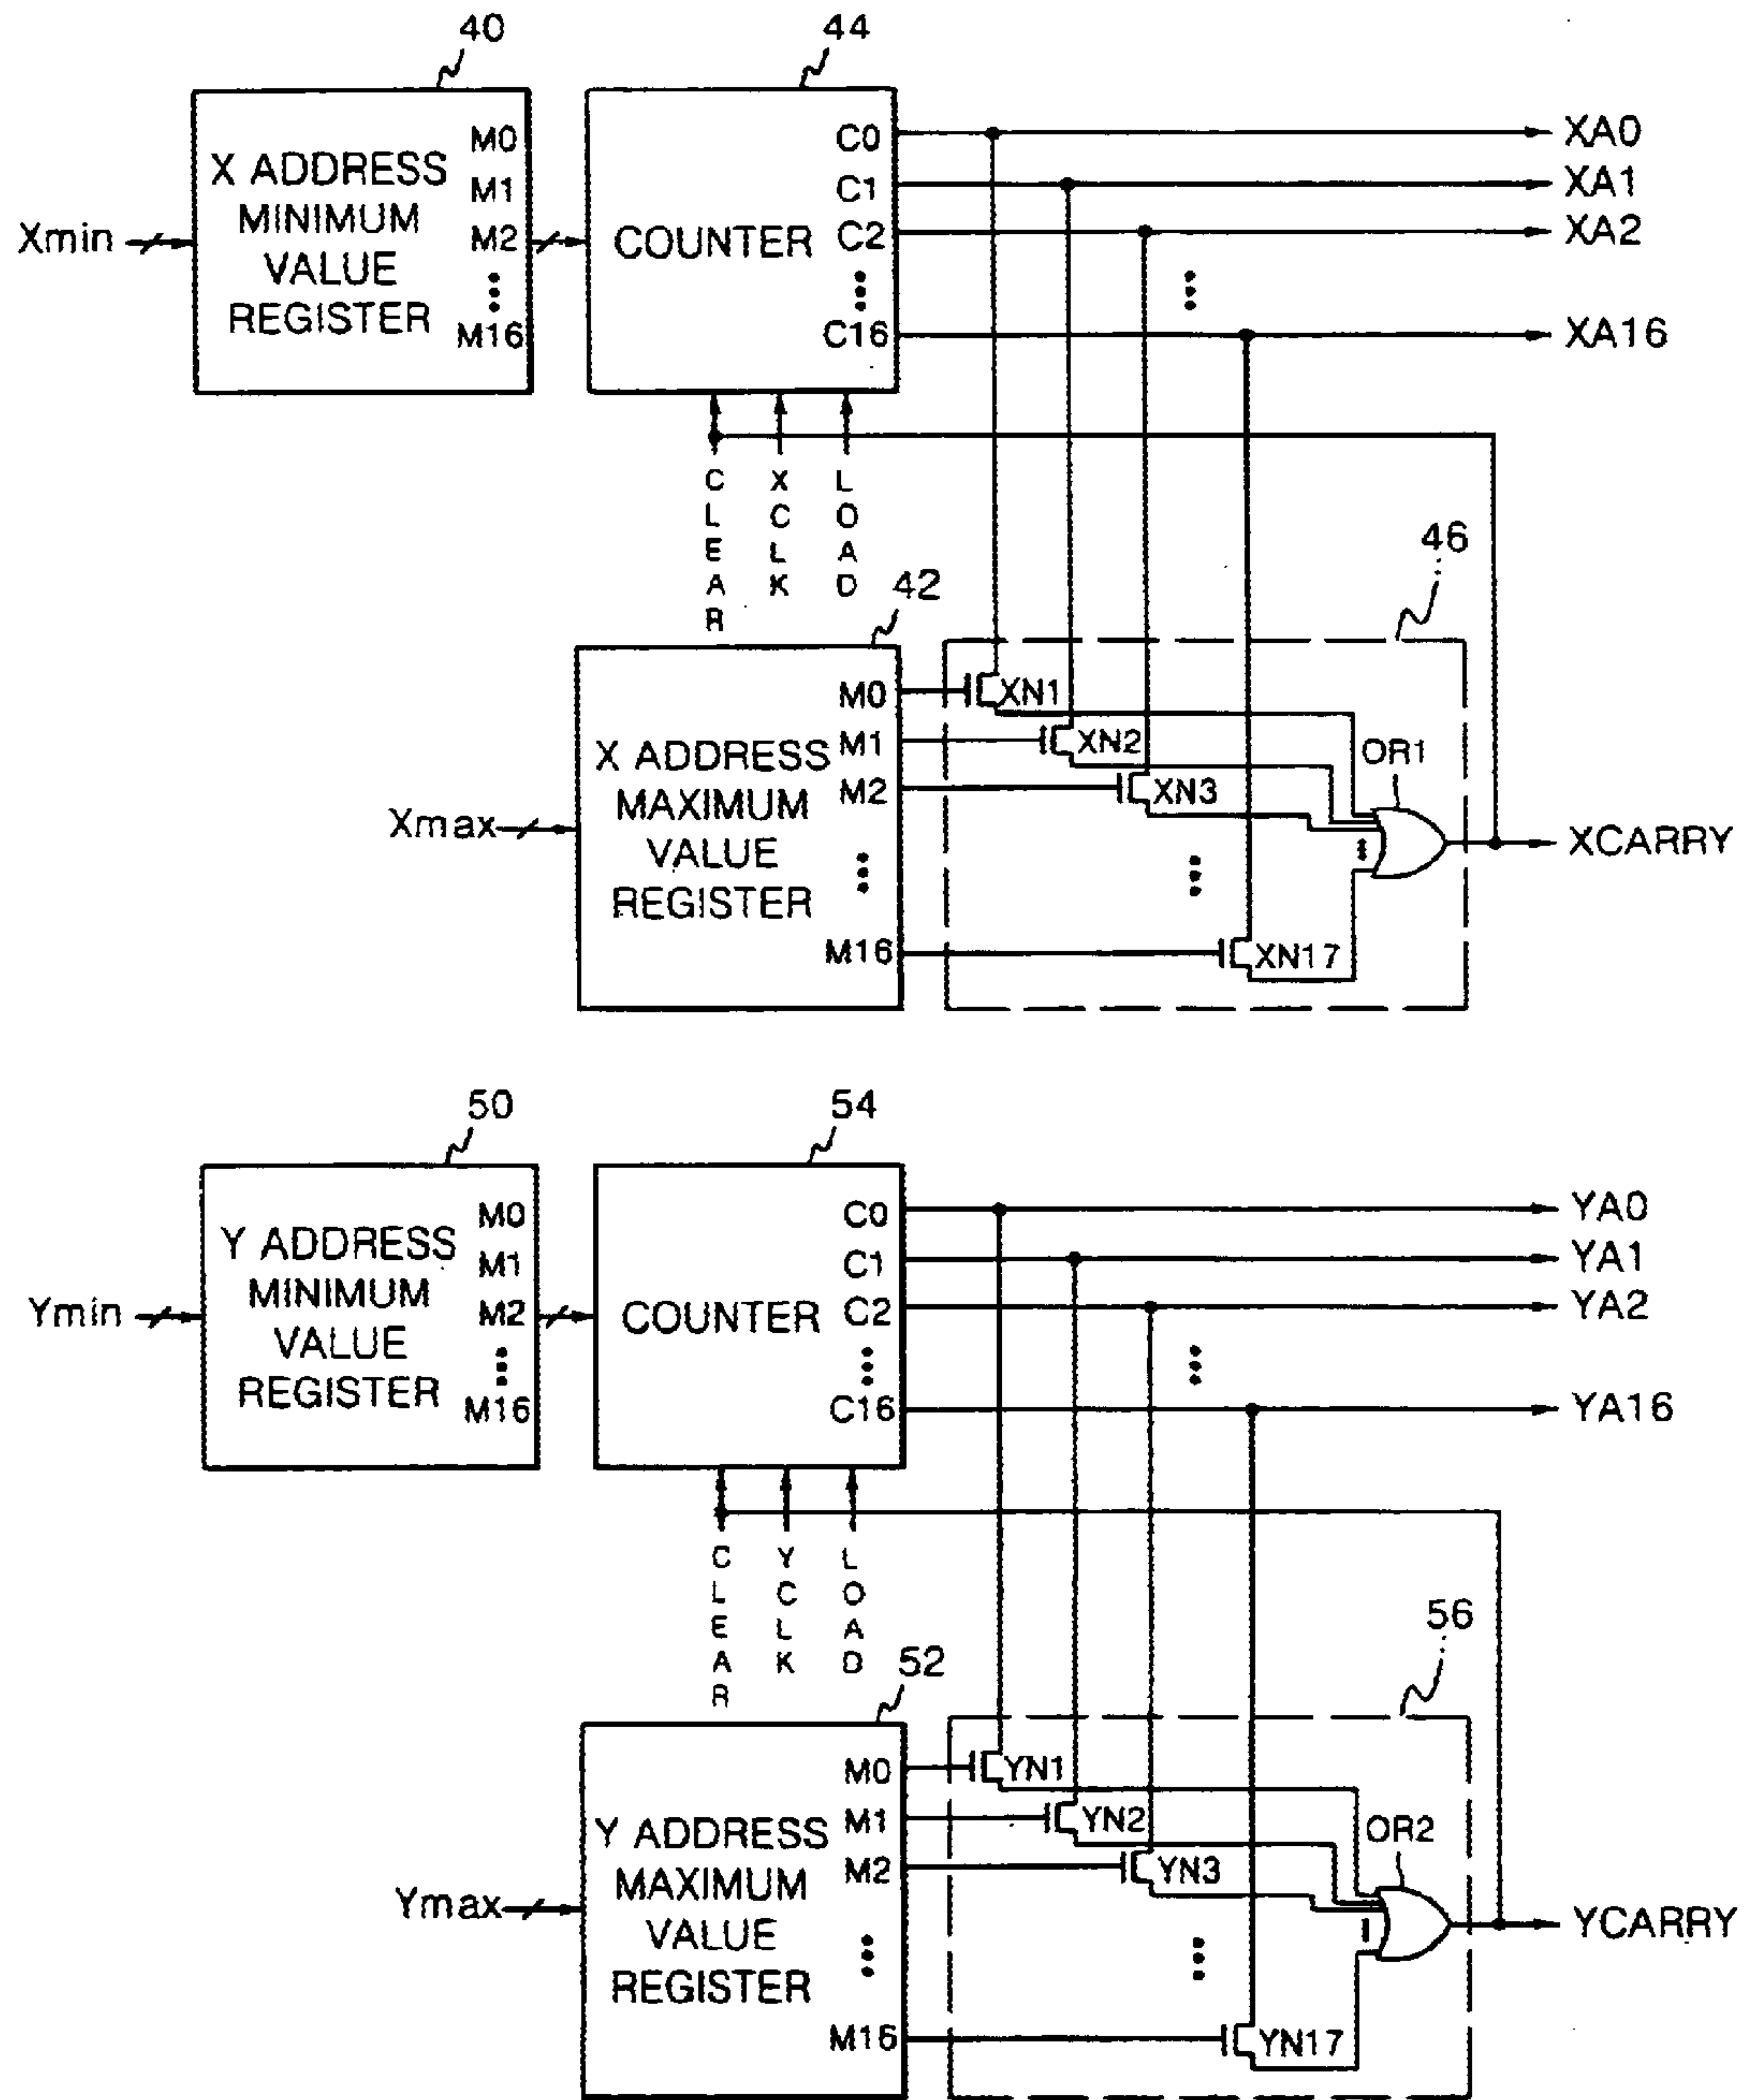 40
44
X ADDRESS
MINIMUM
VALUE
REGISTER
M0
M1
M2
M16
Xmin
COUNTER
C0
C1
C2
C16
XA0
XA1
XA2
XA16
CLEAR
XCLK
LOAD
42
46
X ADDRESS
MAXIMUM
VALUE
REGISTER
M0
M1
M2
M16
Xmax
XN1
XN2
XN3
XN17
OR1
XCARRY
50
54
Y ADDRESS
MINIMUM
VALUE
REGISTER
M0
M1
M2
M16
Ymin
COUNTER
C0
C1
C2
C16
YA0
YA1
YA2
YA16
CLEAR
YCLK
LOAD
52
56
Y ADDRESS
MAXIMUM
VALUE
REGISTER
M0
M1
M2
M16
Ymax
YN1
YN2
YN3
YN17
OR2
YCARRY